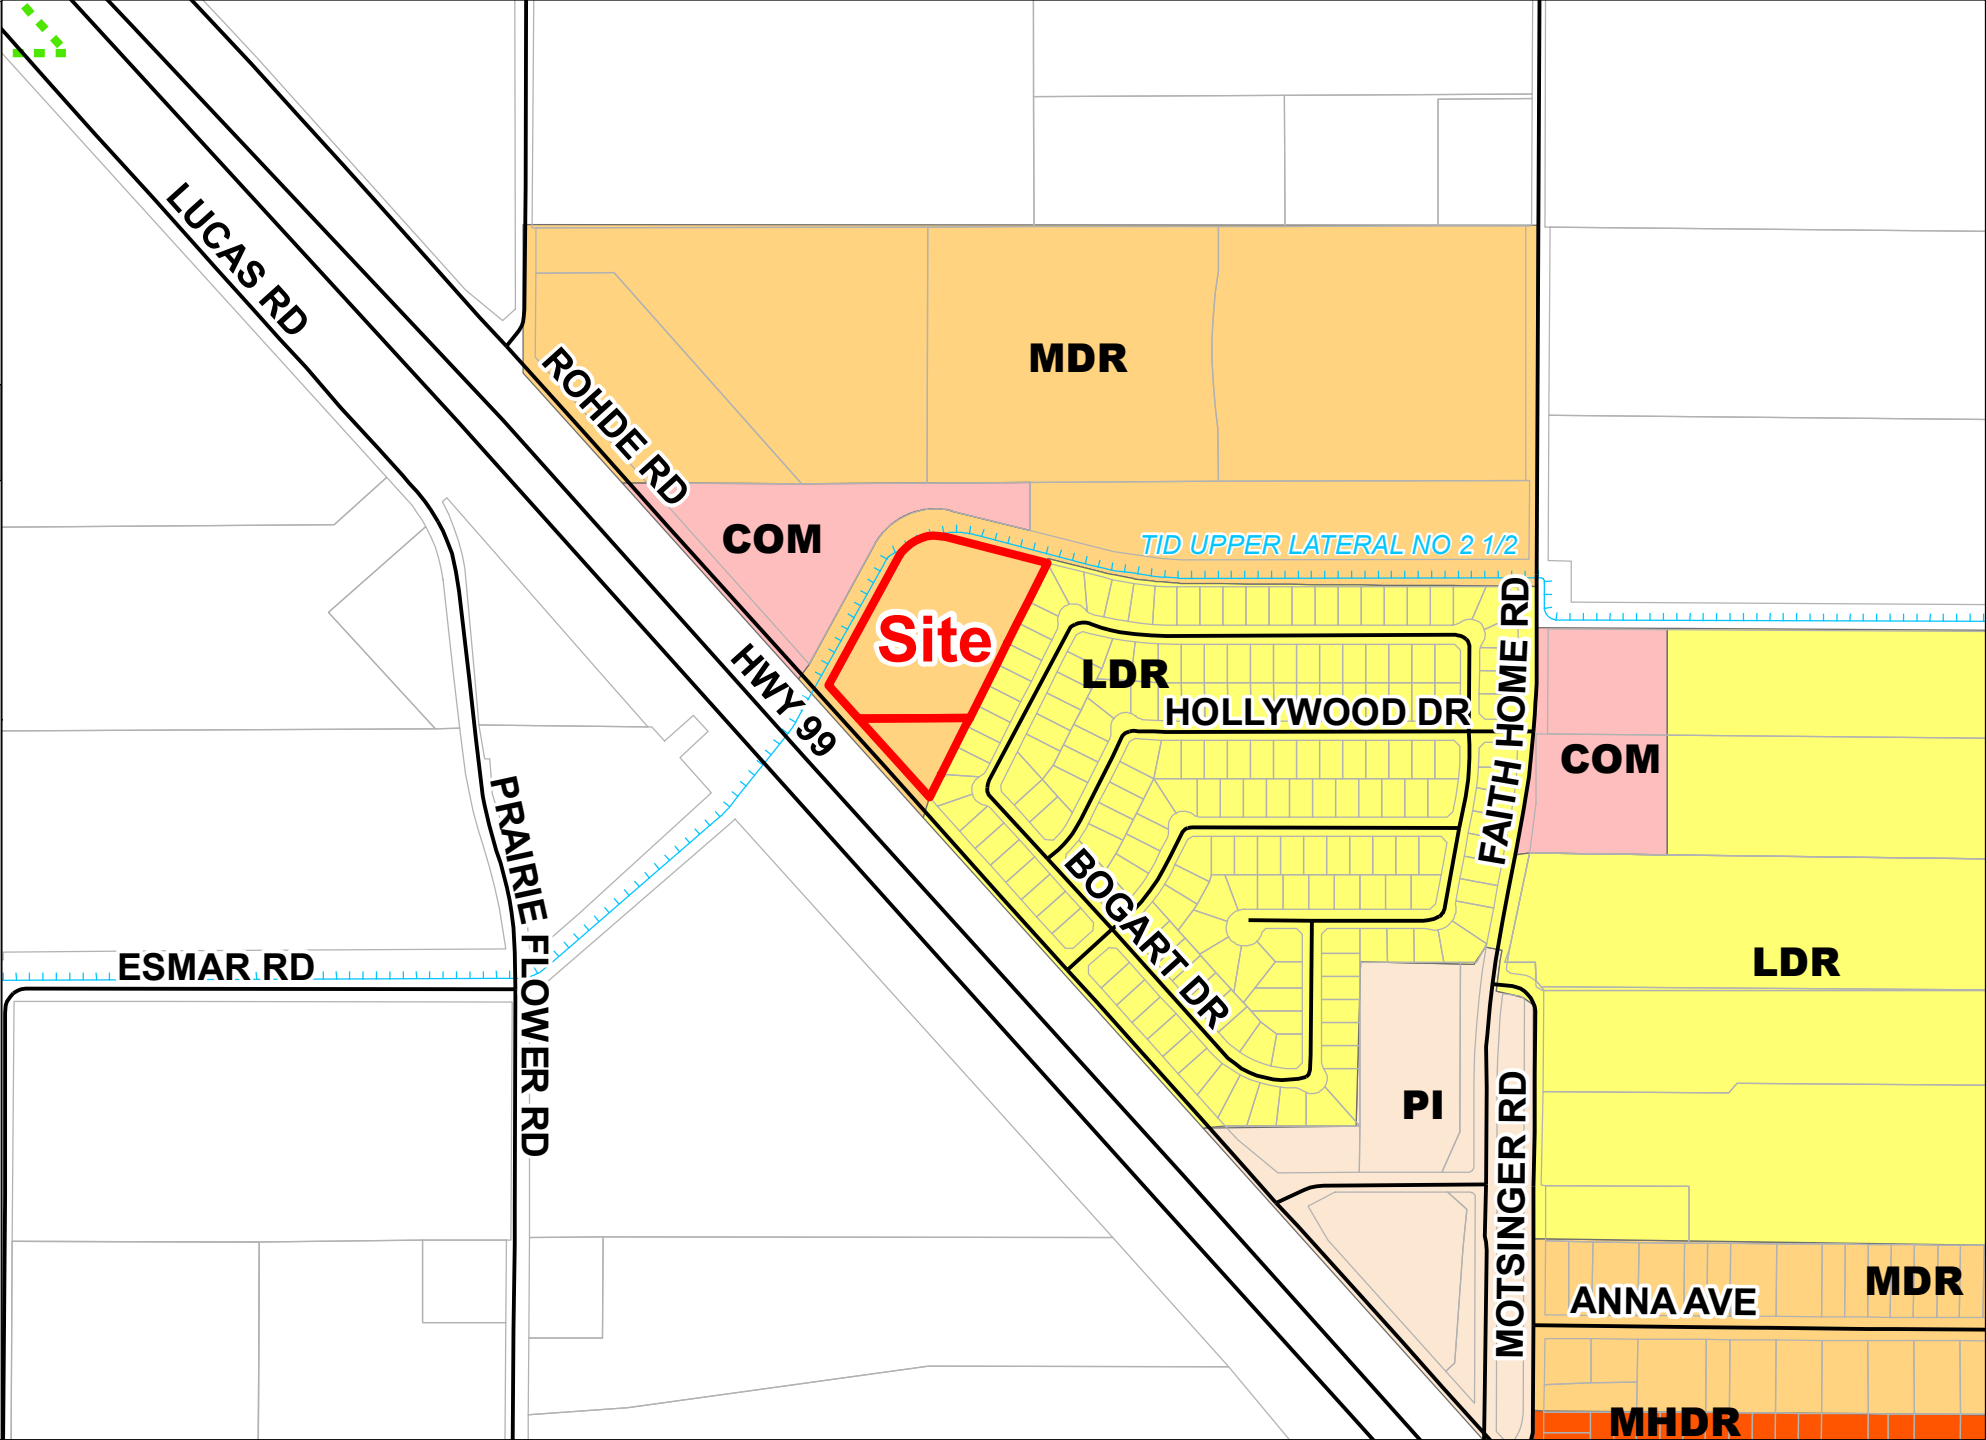 LUCAS RD
ROHDE RD
MDR
COM
TID UPPER LATERAL NO 2 1/2
Site
LDR
HOLLYWOOD DR
FAITH HOME RD
HWY 99
COM
PRAIRIE FLOWER RD
BOGART DR
ESMAR RD
LDR
PI
MOTSINGER RD
MDR
ANNA AVE
MHDR